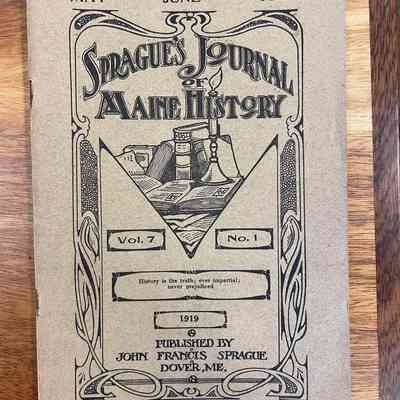 MAY JUNE
SPRAGUE'S JOURNAL
OF
MAINE HISTORY
Vol. 7 No. 1
History is the truth; ever impartial;
never prejudiced
1919
PUBLISHED BY
JOHN FRANCIS SPRAGUE
DOVER, ME.